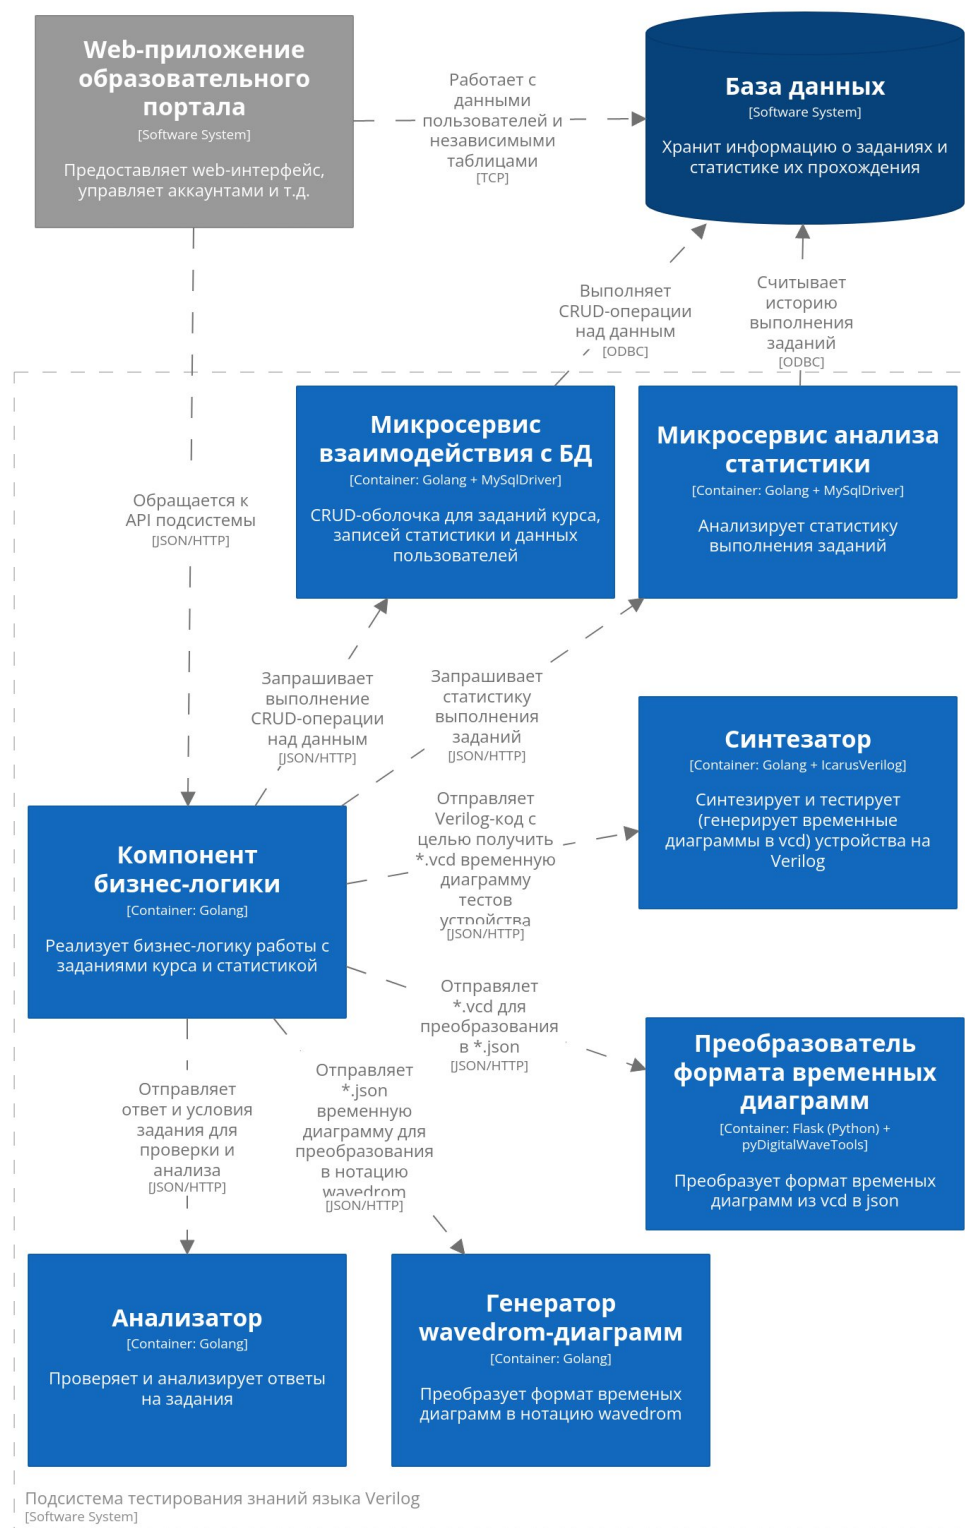 Web-приложение
образовательного
портала
[Software System]
Предоставляет web-интерфейс,
управляет аккаунтами и т.д.
Работает с
данными
пользователей и
независимыми
таблицами
[TCP]
База данных
[Software System]
Хранит информацию о заданиях и
статистике их прохождения
Выполняет
CRUD-операции
над данным
[ODBC]
Считывает
историю
выполнения
заданий
[ODBC]
Обращается к
API подсистемы
[JSON/HTTP]
Микросервис
взаимодействия с БД
[Container: Golang + MySqlDriver]
CRUD-оболочка для заданий курса,
записей статистики и данных
пользователей
Микросервис анализа
статистики
[Container: Golang + MySqlDriver]
Анализирует статистику
выполнения заданий
Запрашивает
выполнение
CRUD-операции
над данным
[JSON/HTTP]
Запрашивает
статистику
выполнения
заданий
[JSON/HTTP]
Синтезатор
[Container: Golang + IcarusVerilog]
Синтезирует и тестирует
(генерирует временные
диаграммы в vcd) устройства на
Verilog
Отправляет
Verilog-код с
целью получить
*.vcd временную
диаграмму
тестов
устройства
[JSON/HTTP]
Компонент
бизнес-логики
[Container: Golang]
Реализует бизнес-логику работы с
заданиями курса и статистикой
Отправялет
*.vcd для
преобразования
в *.json
[JSON/HTTP]
Преобразователь
формата временных
диаграмм
[Container: Flask (Python) +
pyDigitalWaveTools]
Преобразует формат временых
диаграмм из vcd в json
Отправляет
ответ и условия
задания для
проверки и
анализа
[JSON/HTTP]
Отправляет
*.json
временную
диаграмму для
преобразования
в нотацию
wavedrom
[JSON/HTTP]
Анализатор
[Container: Golang]
Проверяет и анализирует ответы
на задания
Генератор
wavedrom-диаграмм
[Container: Golang]
Преобразует формат временых
диаграмм в нотацию wavedrom
Подсистема тестирования знаний языка Verilog
[Software System]